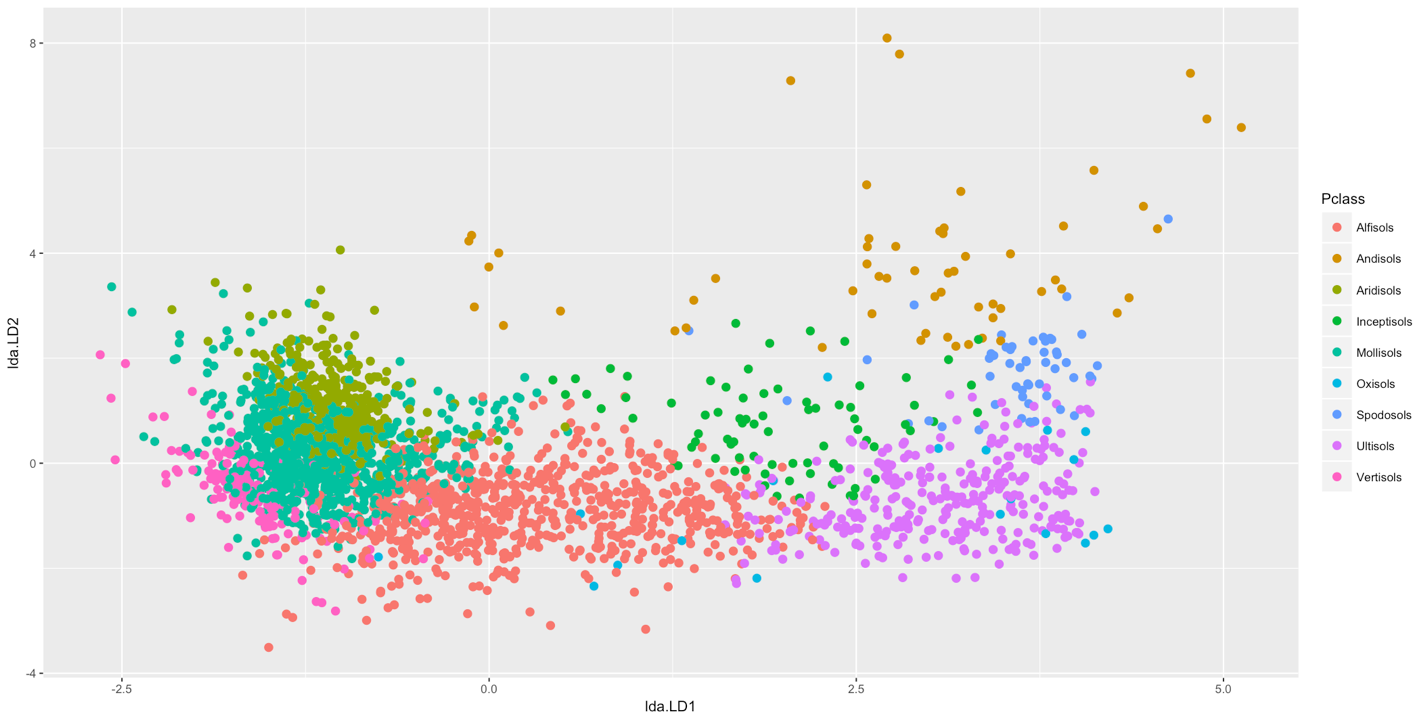 8
4
0
-4
lda.LD2
-2.5
0.0
2.5
5.0
lda.LD1
Pclass
Alfisols
Andisols
Aridisols
Inceptisols
Mollisols
Oxisols
Spodosols
Ultisols
Vertisols